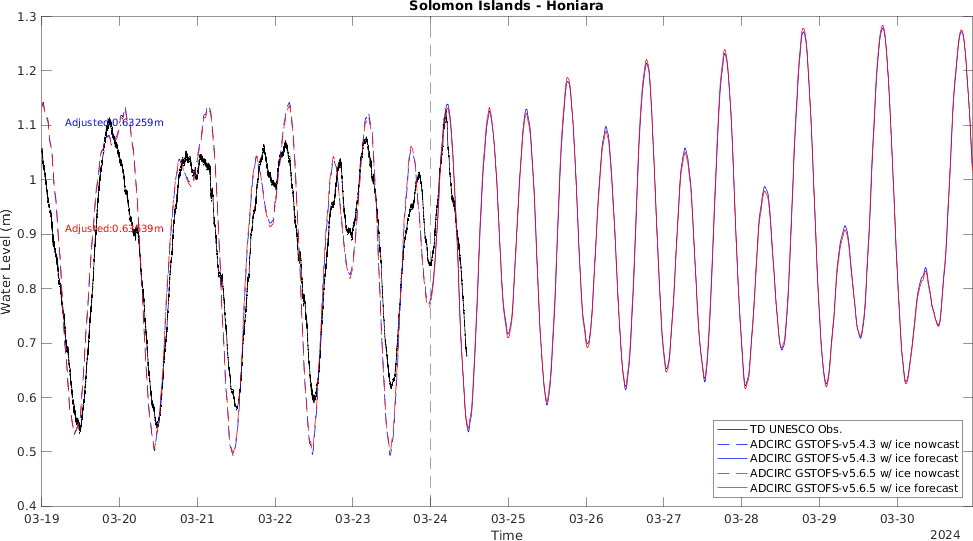 Solomon Islands - Honiara
1.3
1.2
1.1
1
0.9
0.8
0.7
0.6
0.5
0.4
Water Level (m)
Adjusted:0.63259m
Adjusted:0.63639m
TD UNESCO Obs.
ADCIRC GSTOFS-v5.4.3 w/ ice nowcast
ADCIRC GSTOFS-v5.4.3 w/ ice forecast
ADCIRC GSTOFS-v5.6.5 w/ ice nowcast
ADCIRC GSTOFS-v5.6.5 w/ ice forecast
03-19 03-20 03-21 03-22 03-23 03-24 03-25 03-26 03-27 03-28 03-29 03-30
Time
2024